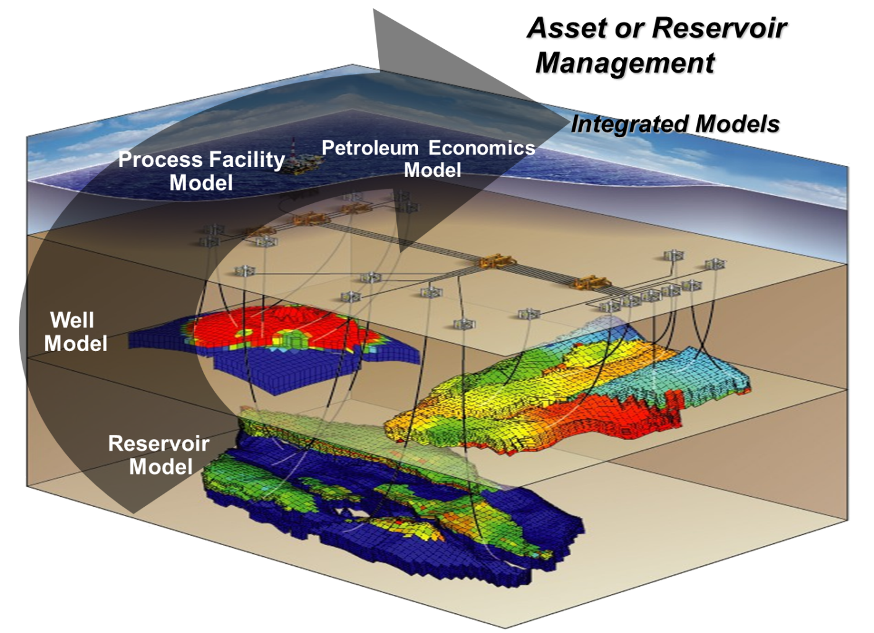 Asset or Reservoir
Management
Integrated Models
Process Facility
Model
Petroleum Economics
Model
Well
Model
Reservoir
Model